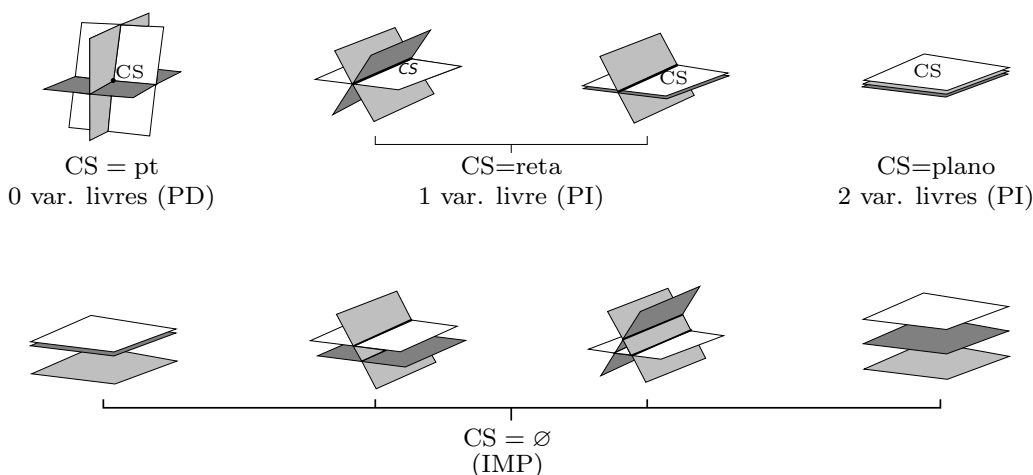 CS
CS
CS
CS
CS = pt
0 var. livres (PD)
CS=reta
1 var. livre (PI)
CS=plano
2 var. livres (PI)
CS = ∅
(IMP)